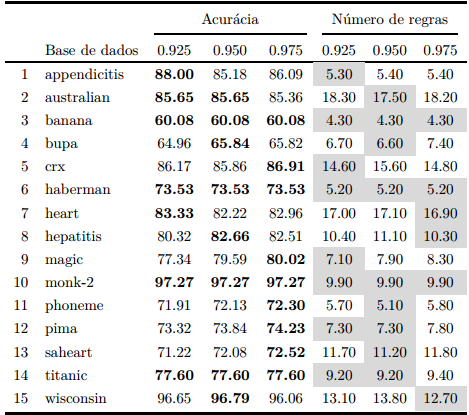 Acurácia Número de regras
Base de dados 0.925 0.950 0.975 0.925 0.950 0.975
1 appendicitis 88.00 85.18 86.09 5.30 5.40 5.40
2 australian 85.65 85.65 85.36 18.30 17.50 18.20
3 banana 60.08 60.08 60.08 4.30 4.30 4.30
4 bupa 64.96 65.84 65.82 6.70 6.60 7.40
5 crx 86.17 85.86 86.91 14.60 15.60 14.80
6 haberman 73.53 73.53 73.53 5.20 5.20 5.20
7 heart 83.33 82.22 82.96 17.00 17.10 16.90
8 hepatitis 80.32 82.66 82.51 10.40 11.10 10.30
9 magic 77.34 79.59 80.02 7.10 7.90 8.30
10 monk-2 97.27 97.27 97.27 9.90 9.90 9.90
11 phoneme 71.91 72.13 72.30 5.70 5.10 5.80
12 pima 73.32 73.84 74.23 7.30 7.30 7.80
13 saheart 71.22 72.08 72.52 11.70 11.20 11.80
14 titanic 77.60 77.60 77.60 9.20 9.20 9.40
15 wisconsin 96.65 96.79 96.06 13.10 13.80 12.70